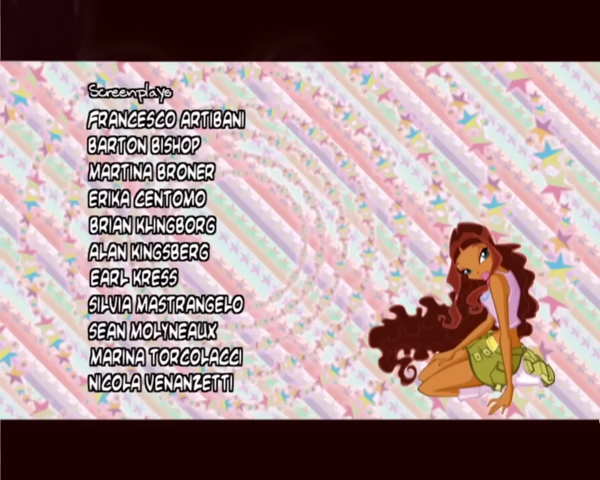 Screenplays
FRANCESCO ARTIBANI
BARTON BISHOP
MARTINA BRONER
ERIKA CENTOMO
BRIAN KLINGBORG
ALAN KINGSBERG
EARL KRESS
SILVIA MASTRANGELO
SEAN MOLYNEAUX
MARINA TORCOLACCI
NICOLA VENANZETTI